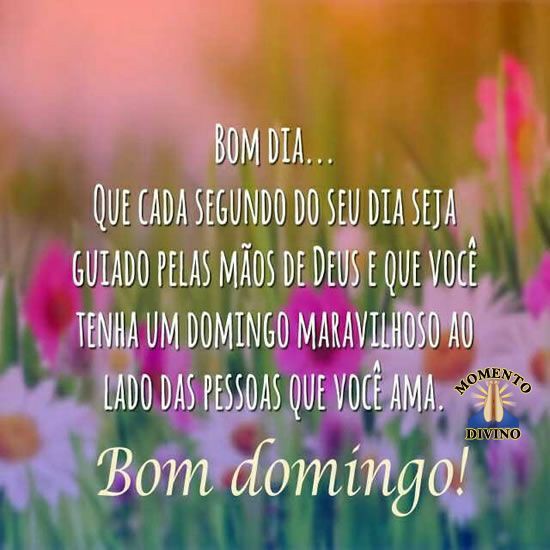 Bom dia...
Que cada segundo do seu dia seja
guiado pelas mãos de Deus e que você
tenha um domingo maravilhoso ao
lado das pessoas que você ama.
MOMENTO
DIVINO
Bom domingo!